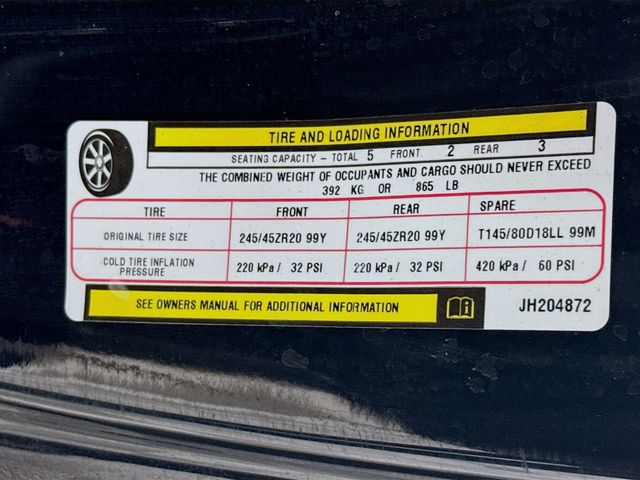 TIRE AND LOADING INFORMATION
SEATING CAPACITY – TOTAL 5 FRONT 2 REAR 3
THE COMBINED WEIGHT OF OCCUPANTS AND CARGO SHOULD NEVER EXCEED
392 KG OR 865 LB
TIRE FRONT REAR SPARE
ORIGINAL TIRE SIZE 245/45ZR20 99Y 245/45ZR20 99Y T145/80D18LL 99M
COLD TIRE INFLATION
PRESSURE 220 kPa / 32 PSI 220 kPa / 32 PSI 420 kPa / 60 PSI
SEE OWNERS MANUAL FOR ADDITIONAL INFORMATION JH204872